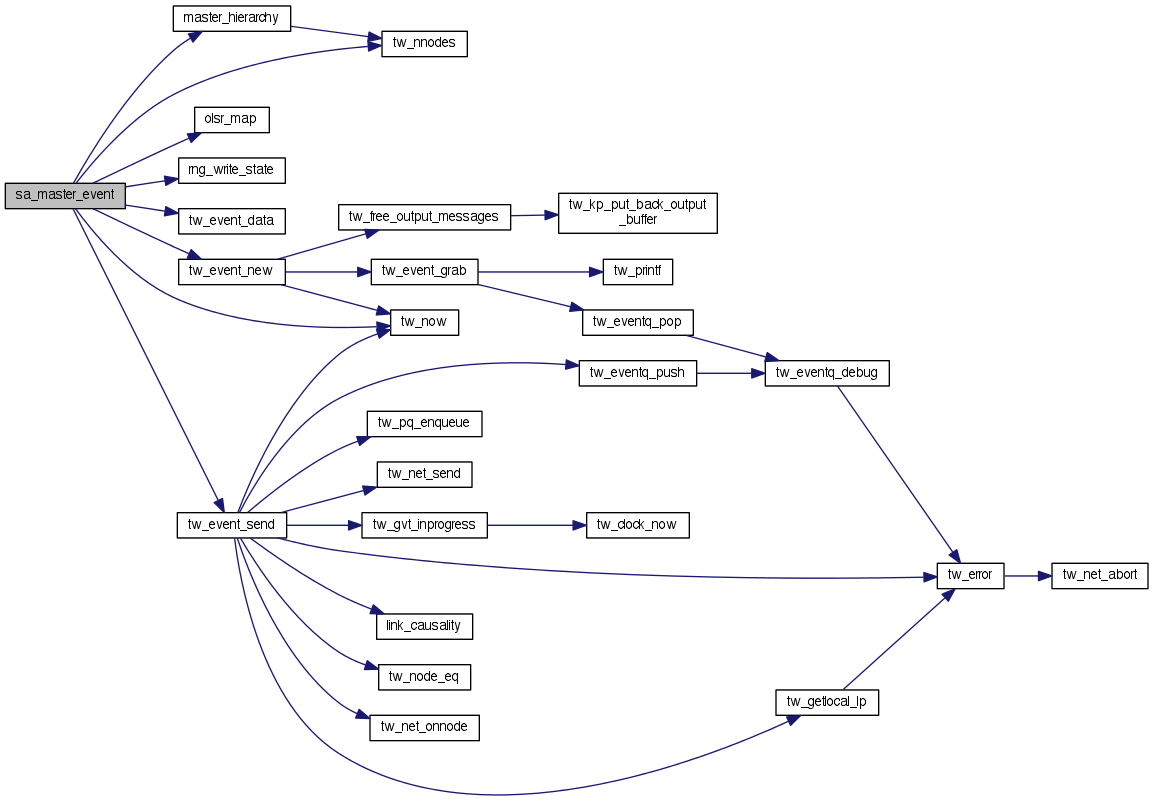 master_hierarchy
tw_nnodes
olsr_map
rng_write_state
sa_master_event
tw_event_data
tw_free_output_messages
tw_kp_put_back_output
_buffer
tw_event_new
tw_event_grab
tw_printf
tw_now
tw_eventq_pop
tw_eventq_push
tw_eventq_debug
tw_pq_enqueue
tw_net_send
tw_event_send
tw_gvt_inprogress
tw_clock_now
tw_error
tw_net_abort
link_causality
tw_node_eq
tw_getlocal_lp
tw_net_onnode